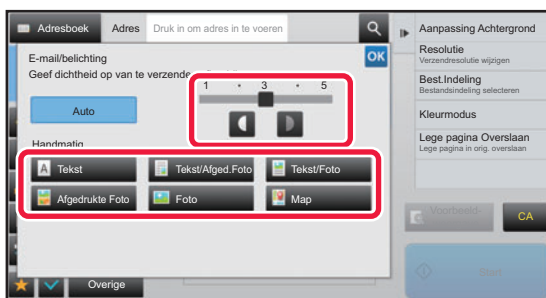 Adresboek Adres Druk in om adres in te voeren
E-mail/belichting
Geef dichtheid op van te verzenden
OK
1 • 3 • 5
Auto
Handmatig
Tekst Tekst/Afged.Foto Tekst/Foto
Afgedrukte Foto Foto Map
Overige
Aanpassing Achtergrond
Resolutie
Verzendresolutie wijzigen
Best.Indeling
Bestandsindeling selecteren
Kleurmodus
Lege pagina Overslaan
Lege pagina in orig. overslaan
Voorbeeld- CA
Start